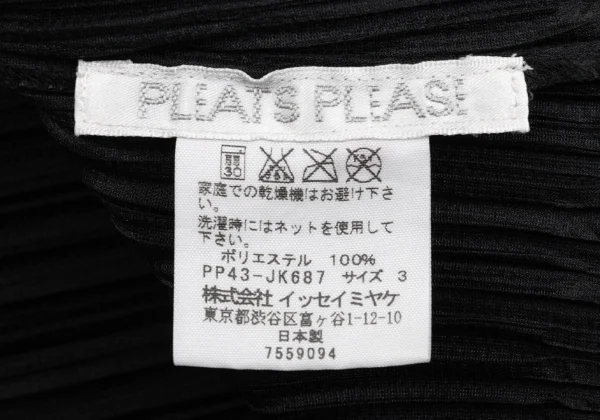 PLEATS PLEASE
弱
30
家庭での乾燥機はお避け下さ
い。
洗濯時にはネットを使用して
下さい。
ポリエステル 100%
PP43-JK687 サイズ 3
株式会社イッセイミヤケ
東京都渋谷区富ヶ谷1-12-10
日本製
7559094